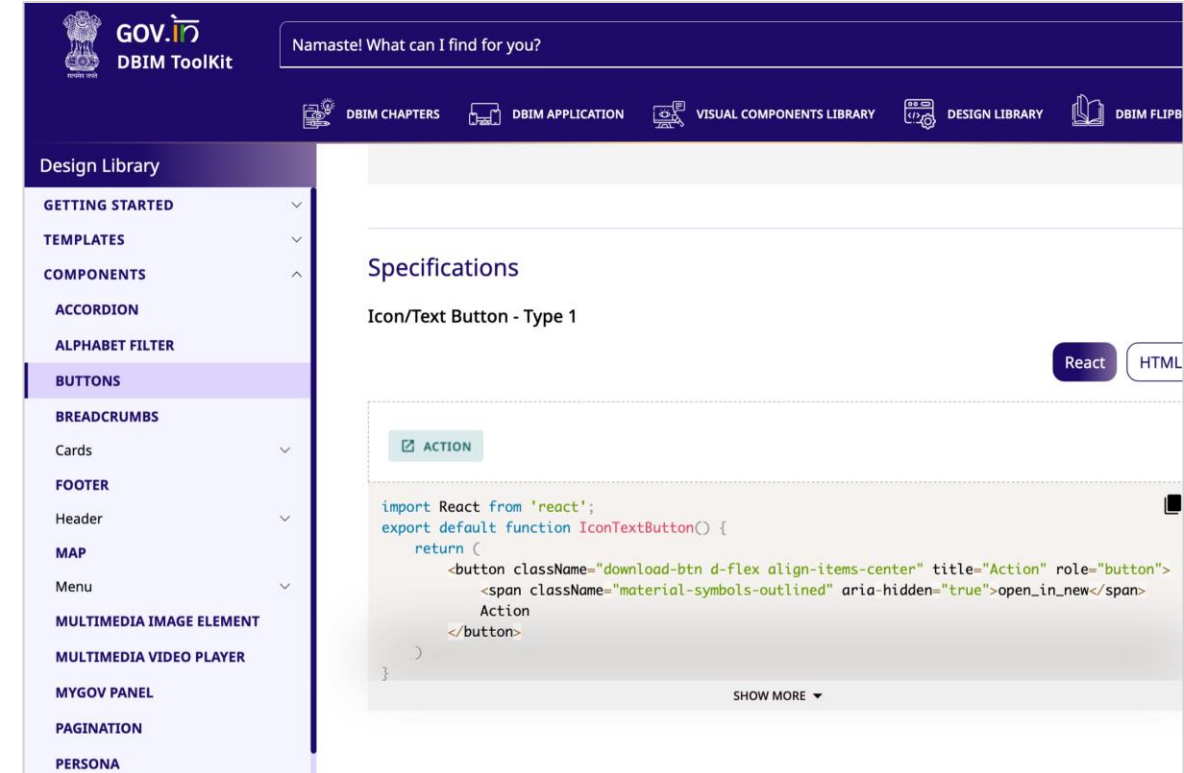 GOV.in
DBIM ToolKit
सत्यमेव जयते
Namaste! What can I find for you?
DBIM CHAPTERS
DBIM APPLICATION
VISUAL COMPONENTS LIBRARY
DESIGN LIBRARY
DBIM FLIPB
Design Library
GETTING STARTED
TEMPLATES
COMPONENTS
ACCORDION
ALPHABET FILTER
BUTTONS
BREADCRUMBS
Cards
FOOTER
Header
MAP
Menu
MULTIMEDIA IMAGE ELEMENT
MULTIMEDIA VIDEO PLAYER
MYGOV PANEL
PAGINATION
PERSONA
Specifications
Icon/Text Button - Type 1
React
HTML
ACTION
import React from 'react';
export default function IconTextButton() {
    return (
        <button className="download-btn d-flex align-items-center" title="Action" role="button">
            <span className="material-symbols-outlined" aria-hidden="true">open_in_new</span>
            Action
        </button>
    )
}
SHOW MORE